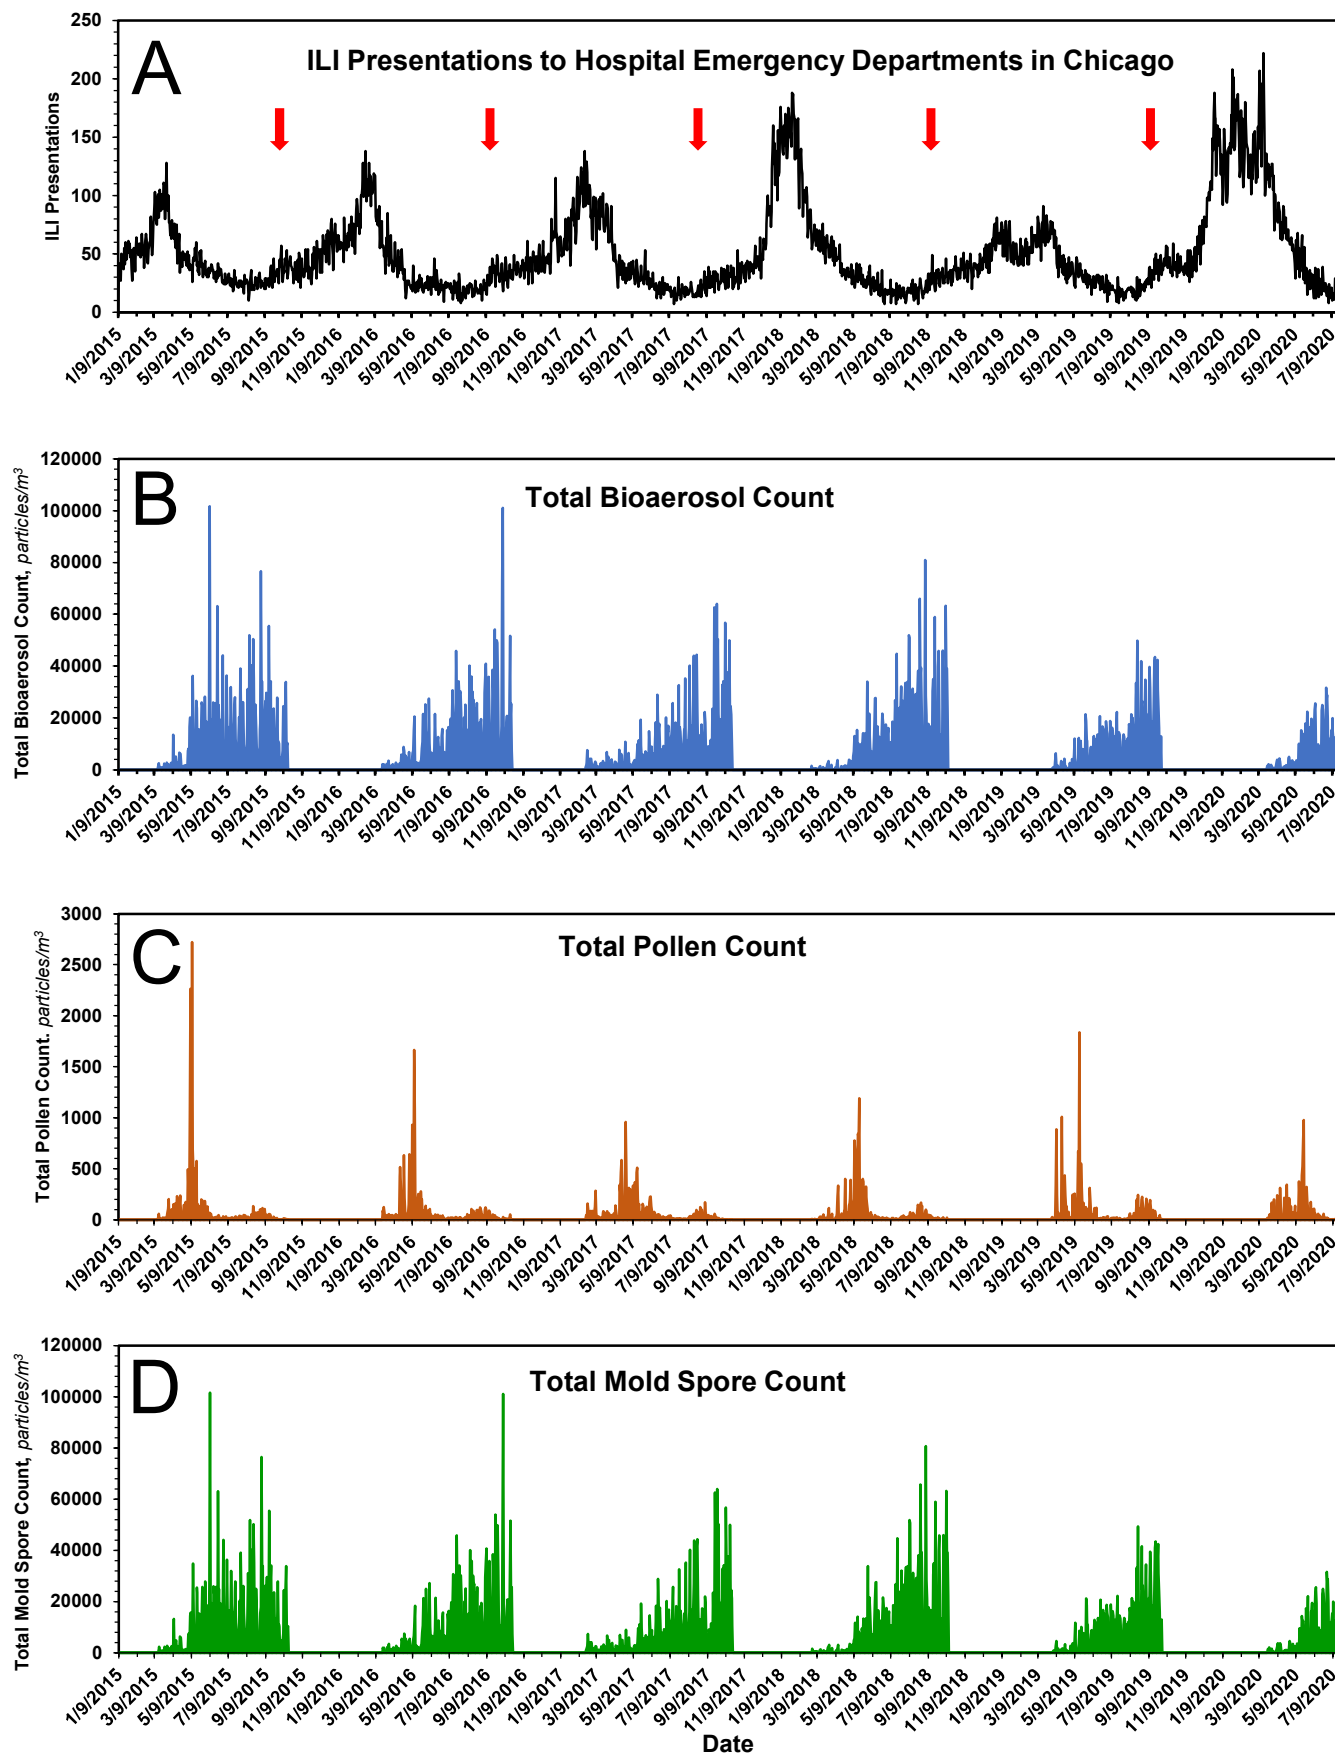 A
ILI Presentations to Hospital Emergency Departments in Chicago
ILI Presentations
250
200
150
100
50
0
1/9/2015 3/9/2015 5/9/2015 7/9/2015 9/9/2015 11/9/2015 1/9/2016 3/9/2016 5/9/2016 7/9/2016 9/9/2016 11/9/2016 1/9/2017 3/9/2017 5/9/2017 7/9/2017 9/9/2017 11/9/2017 1/9/2018 3/9/2018 5/9/2018 7/9/2018 9/9/2018 11/9/2018 1/9/2019 3/9/2019 5/9/2019 7/9/2019 9/9/2019 11/9/2019 1/9/2020 3/9/2020 5/9/2020 7/9/2020
B
Total Bioaerosol Count
Total Bioaerosol Count, particles/m³
120000
100000
80000
60000
40000
20000
0
1/9/2015 3/9/2015 5/9/2015 7/9/2015 9/9/2015 11/9/2015 1/9/2016 3/9/2016 5/9/2016 7/9/2016 9/9/2016 11/9/2016 1/9/2017 3/9/2017 5/9/2017 7/9/2017 9/9/2017 11/9/2017 1/9/2018 3/9/2018 5/9/2018 7/9/2018 9/9/2018 11/9/2018 1/9/2019 3/9/2019 5/9/2019 7/9/2019 9/9/2019 11/9/2019 1/9/2020 3/9/2020 5/9/2020 7/9/2020
C
Total Pollen Count
Total Pollen Count. particles/m³
3000
2500
2000
1500
1000
500
0
1/9/2015 3/9/2015 5/9/2015 7/9/2015 9/9/2015 11/9/2015 1/9/2016 3/9/2016 5/9/2016 7/9/2016 9/9/2016 11/9/2016 1/9/2017 3/9/2017 5/9/2017 7/9/2017 9/9/2017 11/9/2017 1/9/2018 3/9/2018 5/9/2018 7/9/2018 9/9/2018 11/9/2018 1/9/2019 3/9/2019 5/9/2019 7/9/2019 9/9/2019 11/9/2019 1/9/2020 3/9/2020 5/9/2020 7/9/2020
D
Total Mold Spore Count
Total Mold Spore Count, particles/m³
120000
100000
80000
60000
40000
20000
0
1/9/2015 3/9/2015 5/9/2015 7/9/2015 9/9/2015 11/9/2015 1/9/2016 3/9/2016 5/9/2016 7/9/2016 9/9/2016 11/9/2016 1/9/2017 3/9/2017 5/9/2017 7/9/2017 9/9/2017 11/9/2017 1/9/2018 3/9/2018 5/9/2018 7/9/2018 9/9/2018 11/9/2018 1/9/2019 3/9/2019 5/9/2019 7/9/2019 9/9/2019 11/9/2019 1/9/2020 3/9/2020 5/9/2020 7/9/2020
Date